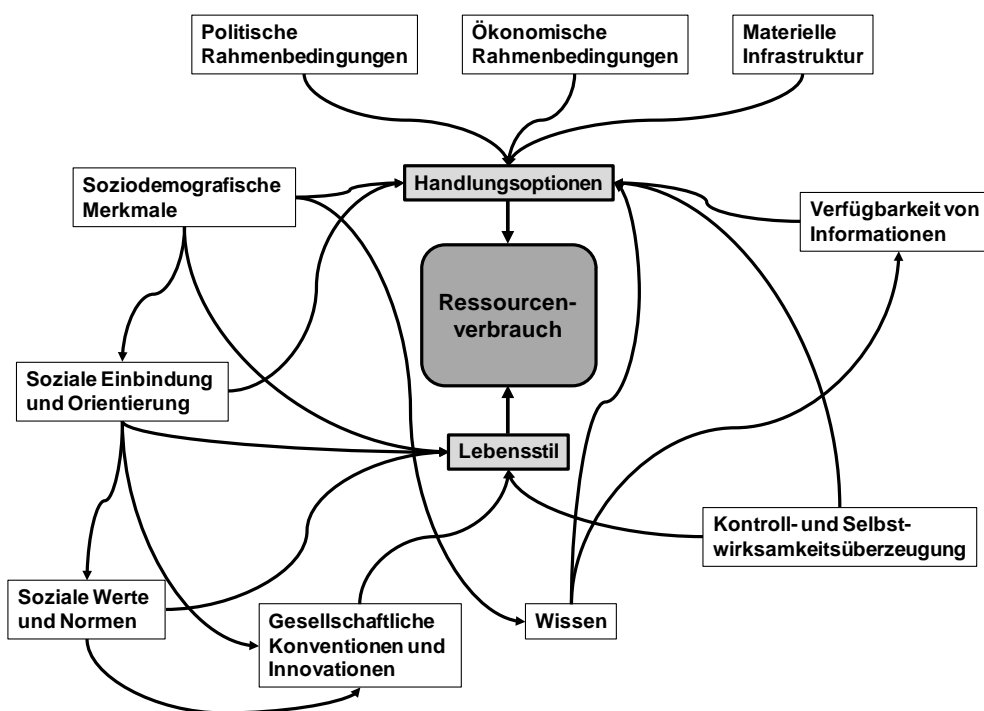 Politische
Rahmenbedingungen
Ökonomische
Rahmenbedingungen
Materielle
Infrastruktur
Soziodemografische
Merkmale
Handlungsoptionen
Verfügbarkeit von
Informationen
Ressourcen-
verbrauch
Soziale Einbindung
und Orientierung
Lebensstil
Kontroll- und Selbst-
wirksamkeitsüberzeugung
Soziale Werte
und Normen
Gesellschaftliche
Konventionen und
Innovationen
Wissen